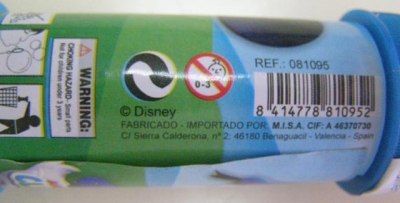 REF.: 081095
WARNING:
CHOKING HAZARD - Small parts
Not for children under 3 years
0-3
8 414778 810952
© Disney
FABRICADO - IMPORTADO POR: M.I.S.A. CIF: A 46370730
C/ Sierra Calderona, nº 2. 46180 Benaguacil - Valencia - Spain